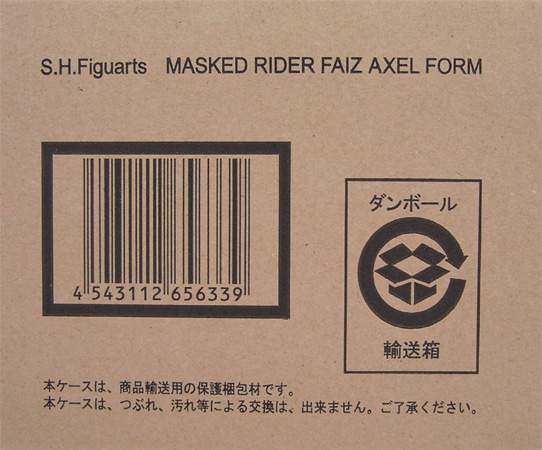 S.H.Figuarts MASKED RIDER FAIZ AXEL FORM
4 543112 656339
ダンボール
輸送箱
本ケースは、商品輸送用の保護梱包材です。
本ケースは、つぶれ、汚れ等による交換は、出来ません。ご了承ください。